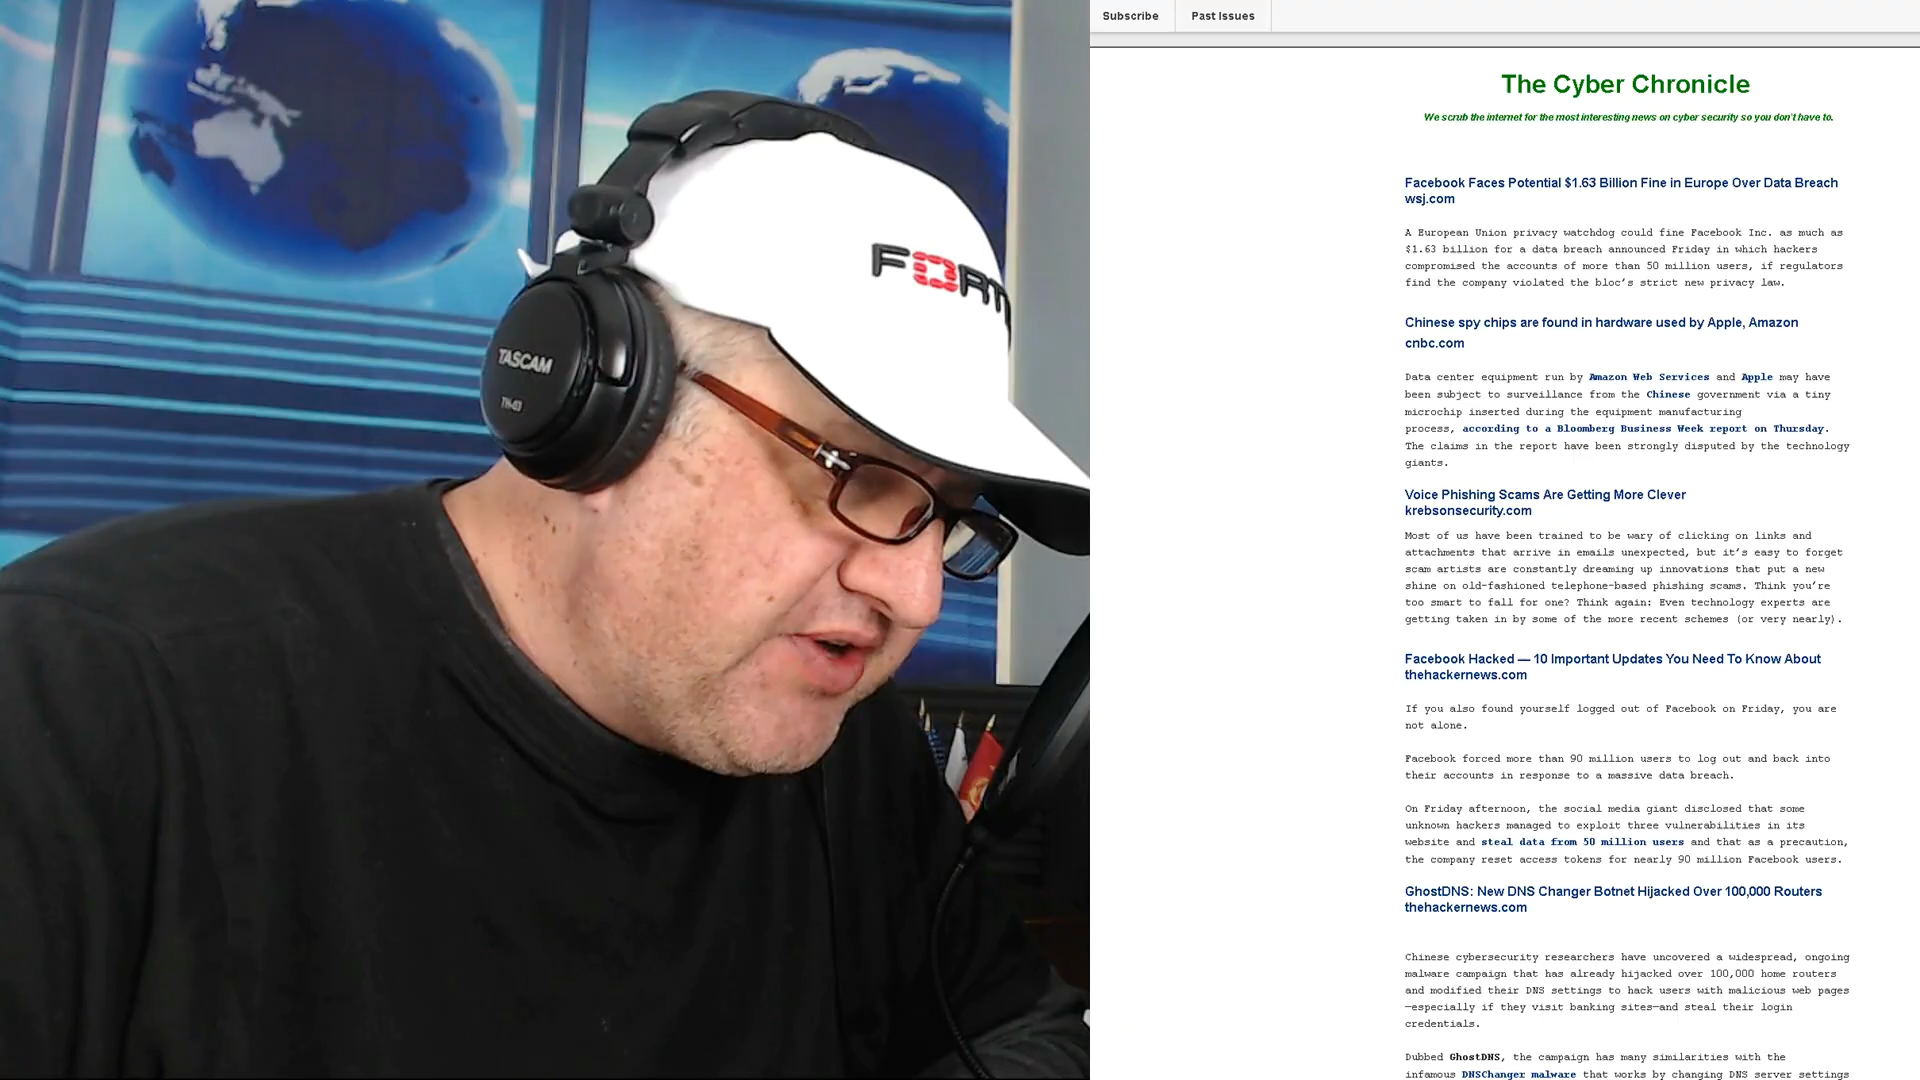 Subscribe
Past Issues
The Cyber Chronicle
We scrub the internet for the most interesting news on cyber security so you don't have to.
Facebook Faces Potential $1.63 Billion Fine in Europe Over Data Breach
wsj.com
A European Union privacy watchdog could fine Facebook Inc. as much as
$1.63 billion for a data breach announced Friday in which hackers
compromised the accounts of more than 50 million users, if regulators
find the company violated the bloc's strict new privacy law.
Chinese spy chips are found in hardware used by Apple, Amazon
cnbc.com
Data center equipment run by Amazon Web Services and Apple may have
been subject to surveillance from the Chinese government via a tiny
microchip inserted during the equipment manufacturing
process, according to a Bloomberg Business Week report on Thursday.
The claims in the report have been strongly disputed by the technology
giants.
Voice Phishing Scams Are Getting More Clever
krebsonsecurity.com
Most of us have been trained to be wary of clicking on links and
attachments that arrive in emails unexpected, but it's easy to forget
scam artists are constantly dreaming up innovations that put a new
shine on old-fashioned telephone-based phishing scams. Think you're
too smart to fall for one? Think again: Even technology experts are
getting taken in by some of the more recent schemes (or very nearly).
Facebook Hacked — 10 Important Updates You Need To Know About
thehackernews.com
If you also found yourself logged out of Facebook on Friday, you are
not alone.
Facebook forced more than 90 million users to log out and back into
their accounts in response to a massive data breach.
On Friday afternoon, the social media giant disclosed that some
unknown hackers managed to exploit three vulnerabilities in its
website and steal data from 50 million users and that as a precaution,
the company reset access tokens for nearly 90 million Facebook users.
GhostDNS: New DNS Changer Botnet Hijacked Over 100,000 Routers
thehackernews.com
Chinese cybersecurity researchers have uncovered a widespread, ongoing
malware campaign that has already hijacked over 100,000 home routers
and modified their DNS settings to hack users with malicious web pages
—especially if they visit banking sites—and steal their login
credentials.
Dubbed GhostDNS, the campaign has many similarities with the
infamous DNSChanger malware that works by changing DNS server settings
FORT
TASCAM
TH-03